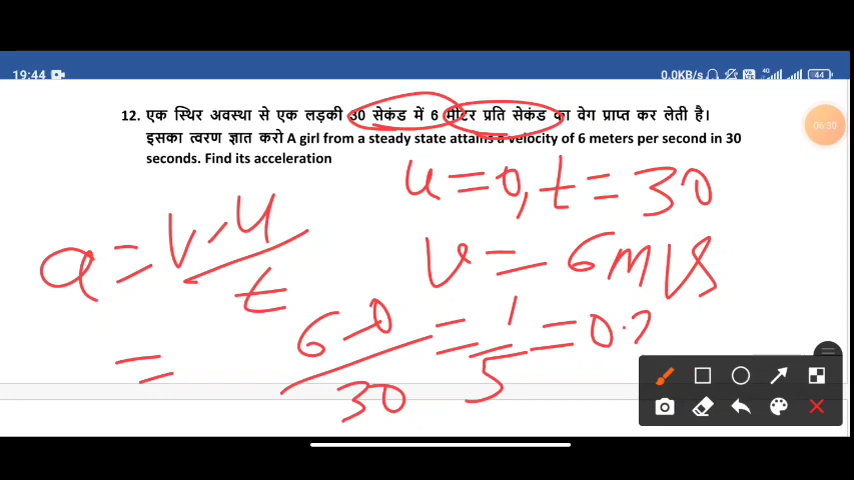 19:44
0.0KB/s 4G 44
12. एक स्थिर अवस्था से एक लड़की 30 सेकंड में 6 मीटर प्रति सेकंड का वेग प्राप्त कर लेती है।
06:30
इसका त्वरण ज्ञात करो A girl from a steady state attains a velocity of 6 meters per second in 30
seconds. Find its acceleration
u = 0, t = 30
a = v - u / t
v = 6 m/s
= 6 - 0 / 30 = 1 / 5 = 0.2